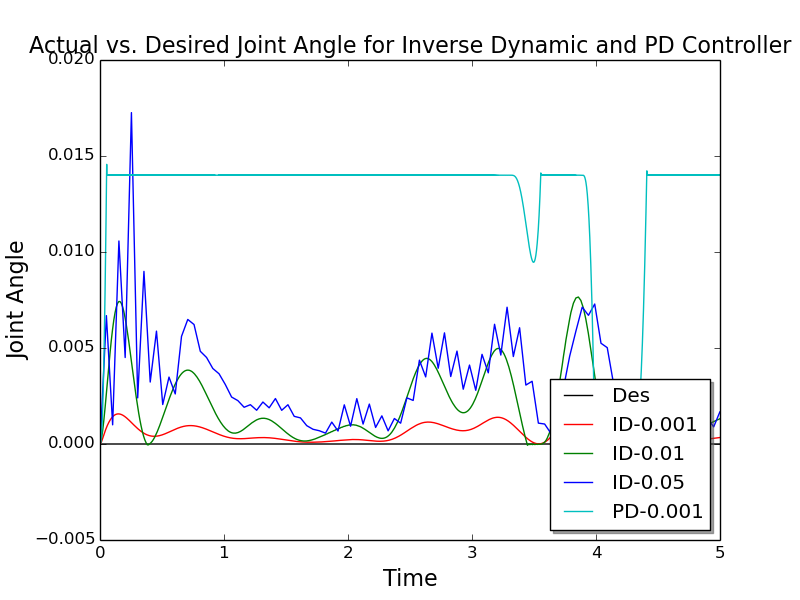 Actual vs. Desired Joint Angle for Inverse Dynamic and PD Controller
0.020
0.015
0.010
0.005
0.000
−0.005
Joint Angle
0 1 2 3 4 5
Time
Des
ID-0.001
ID-0.01
ID-0.05
PD-0.001